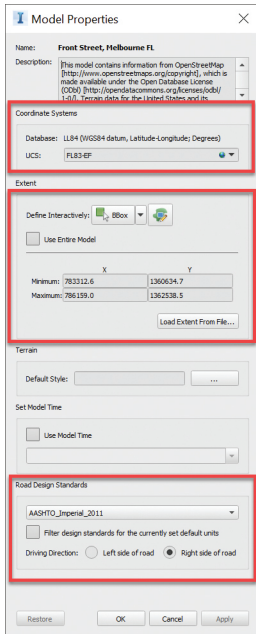 Model Properties
Name: Front Street, Melbourne FL
Description: This model contains information from OpenStreetMap
[http://www.openstreetmaps.org/copyright], which is
made available under the Open Database License
(ODbL) [http://opendatacommons.org/licenses/odbl/
1-0/]. Terrain data for the United States and its
Coordinate Systems
Database: LL84 (WGS84 datum, Latitude-Longitude; Degrees)
UCS: FL83-EF
Extent
Define Interactively: BBox
Use Entire Model
X Y
Minimum: 783312.6 1360634.7
Maximum: 786159.0 1362538.5
Load Extent From File...
Terrain
Default Style: ...
Set Model Time
Use Model Time
Road Design Standards
AASHTO_Imperial_2011
Filter design standards for the currently set default units
Driving Direction: Left side of road Right side of road
Restore OK Cancel Apply